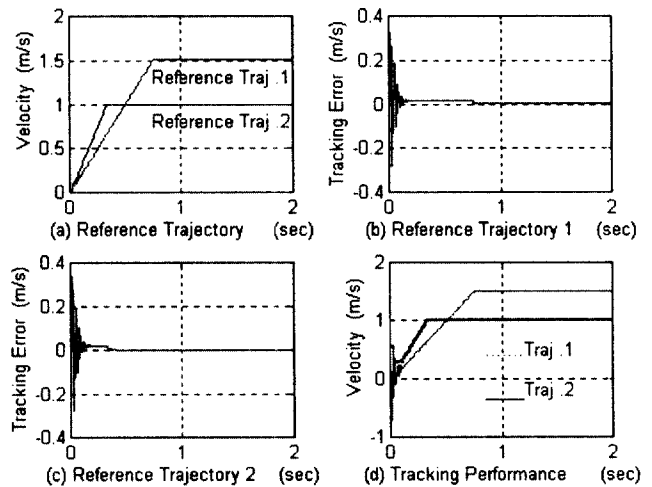 Velocity (m/s)
1.5
1
0.5
0
Reference Traj .1
Reference Traj .2
0 1 2
(a) Reference Trajectory (sec)
Tracking Error (m/s)
0.4
0.2
0
-0.2
-0.4
0 1 2
(b) Reference Trajectory 1 (sec)
Tracking Error (m/s)
0.4
0.2
0
-0.2
-0.4
0 1 2
(c) Reference Trajectory 2 (sec)
Velocity (m/s)
2
1
0
-1
Traj .1
Traj .2
0 1 2
(d) Tracking Performance (sec)